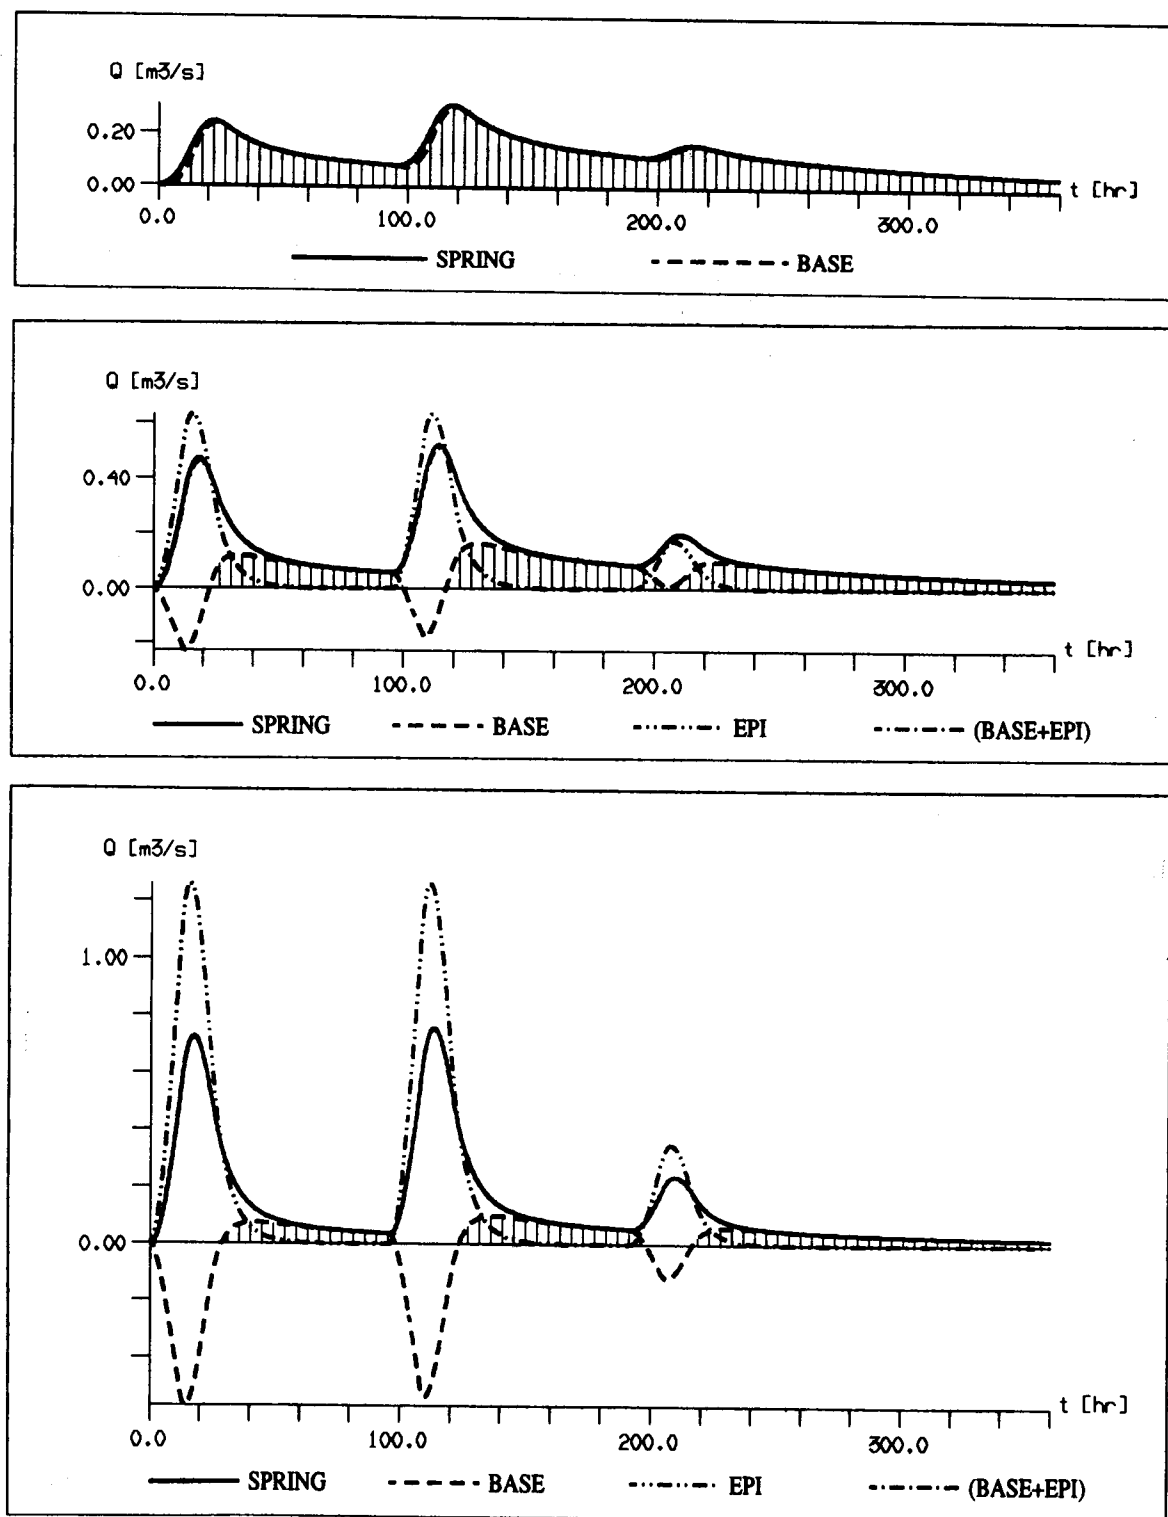 Q [m3/s]
0.20
0.00
t [hr]
0.0 100.0 200.0 300.0
SPRING BASE
Q [m3/s]
0.40
0.00
t [hr]
0.0 100.0 200.0 300.0
SPRING BASE EPI (BASE+EPI)
Q [m3/s]
1.00
0.00
t [hr]
0.0 100.0 200.0 300.0
SPRING BASE EPI (BASE+EPI)